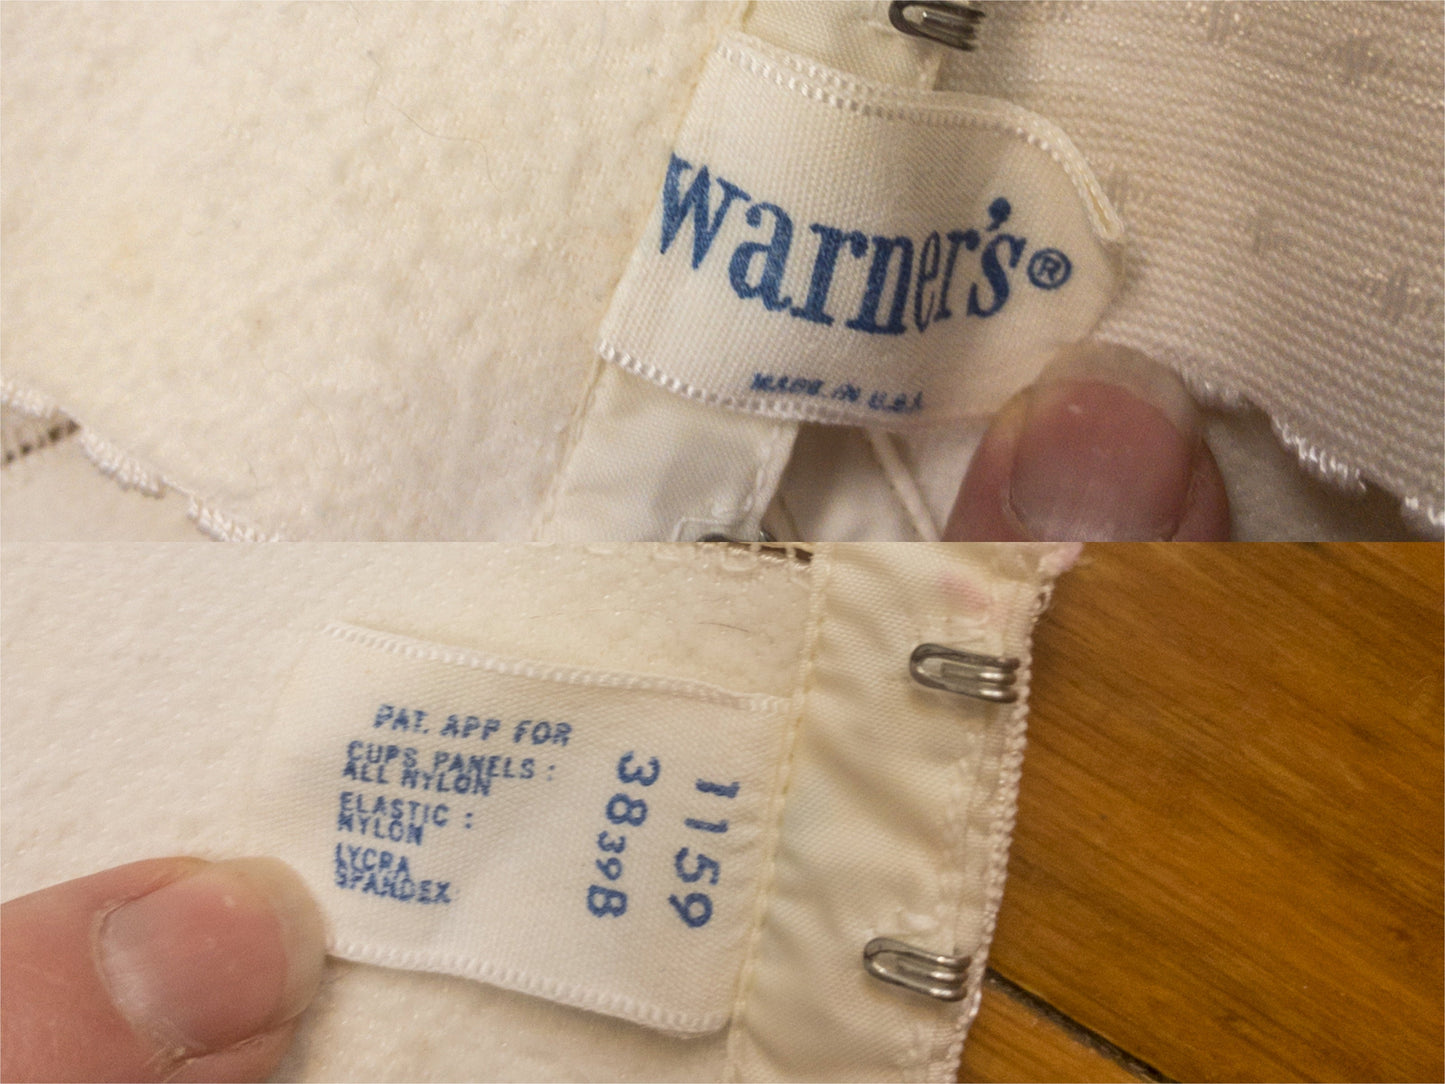 Warner's®
MADE IN U.S.A.
PAT. APP FOR
CUPS PANELS :
ALL NYLON
ELASTIC :
NYLON
LYCRA
SPANDEX
1159
38 39B